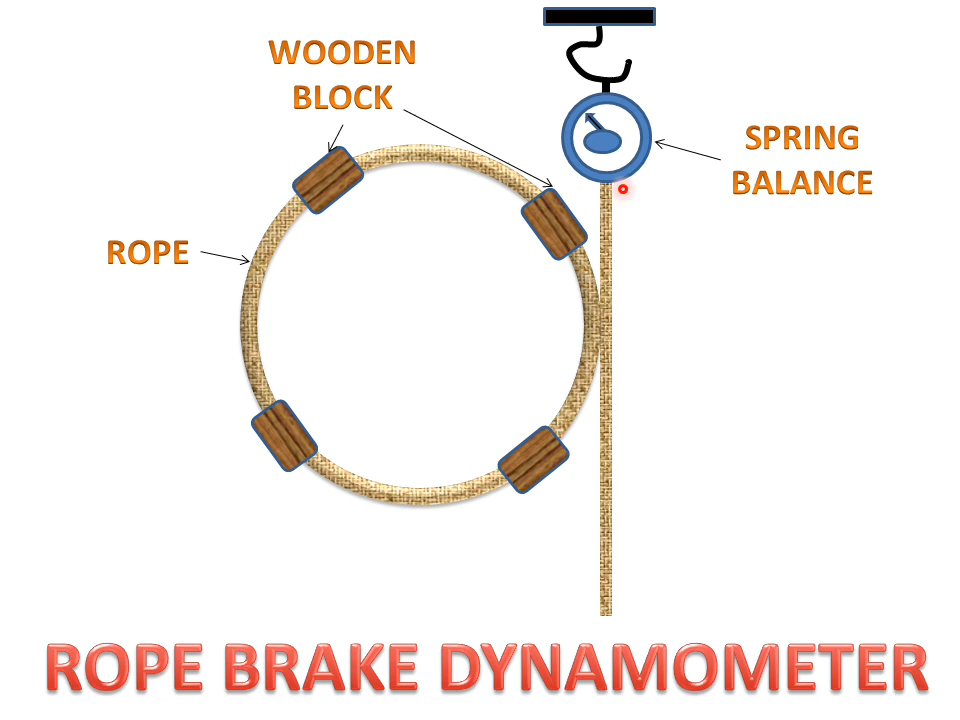 WOODEN
BLOCK
SPRING
BALANCE
ROPE
ROPE BRAKE DYNAMOMETER